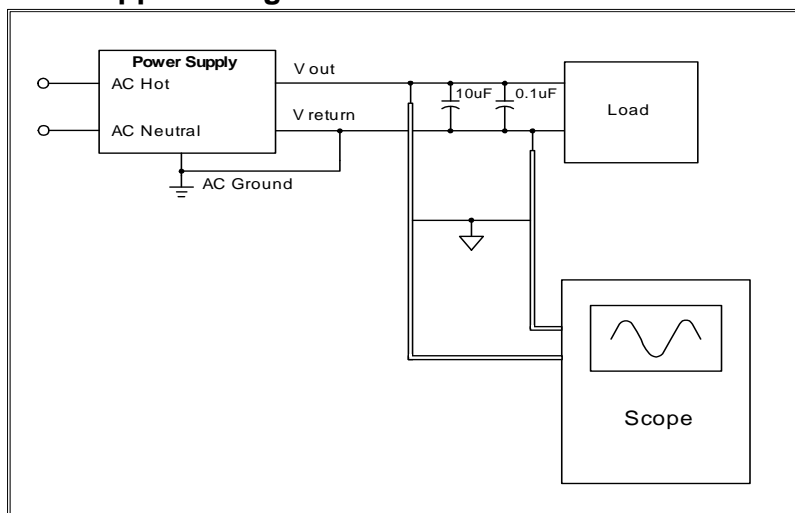 Power Supply
AC Hot
AC Neutral
V out
V return
AC Ground
10uF
0.1uF
Load
Scope